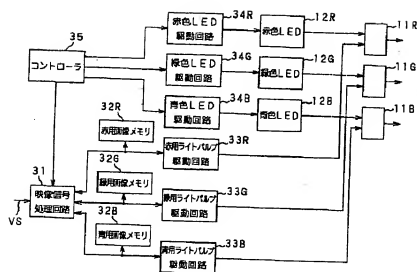 35
コントローラ
34R
赤色LED
駆動回路
12R
赤色LED
11R
34G
緑色LED
駆動回路
12G
緑色LED
11G
34B
青色LED
駆動回路
12B
青色LED
11B
32R
赤用画像メモリ
33R
赤用ライトバルブ
駆動回路
31
映像信号
処理回路
VS
32G
緑用画像メモリ
33G
緑用ライトバルブ
駆動回路
32B
青用画像メモリ
33B
青用ライトバルブ
駆動回路